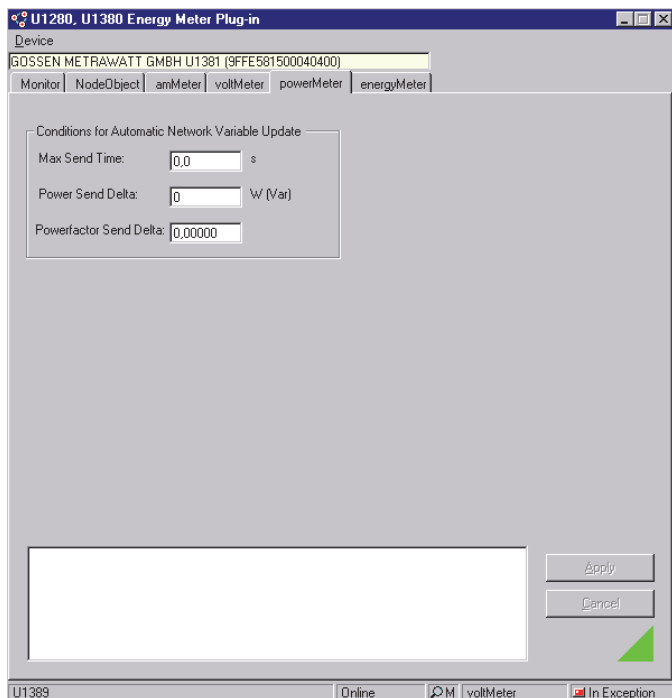 U1280, U1380 Energy Meter Plug-in
Device
GOSSEN METRAWATT GMBH U1381 (9FFE581500040400)
Monitor NodeObject amMeter voltMeter powerMeter energyMeter
Conditions for Automatic Network Variable Update
Max Send Time: 0,0 s
Power Send Delta: 0 W (Var)
Powerfactor Send Delta: 0,00000
Apply
Cancel
U1389 Online M voltMeter In Exception